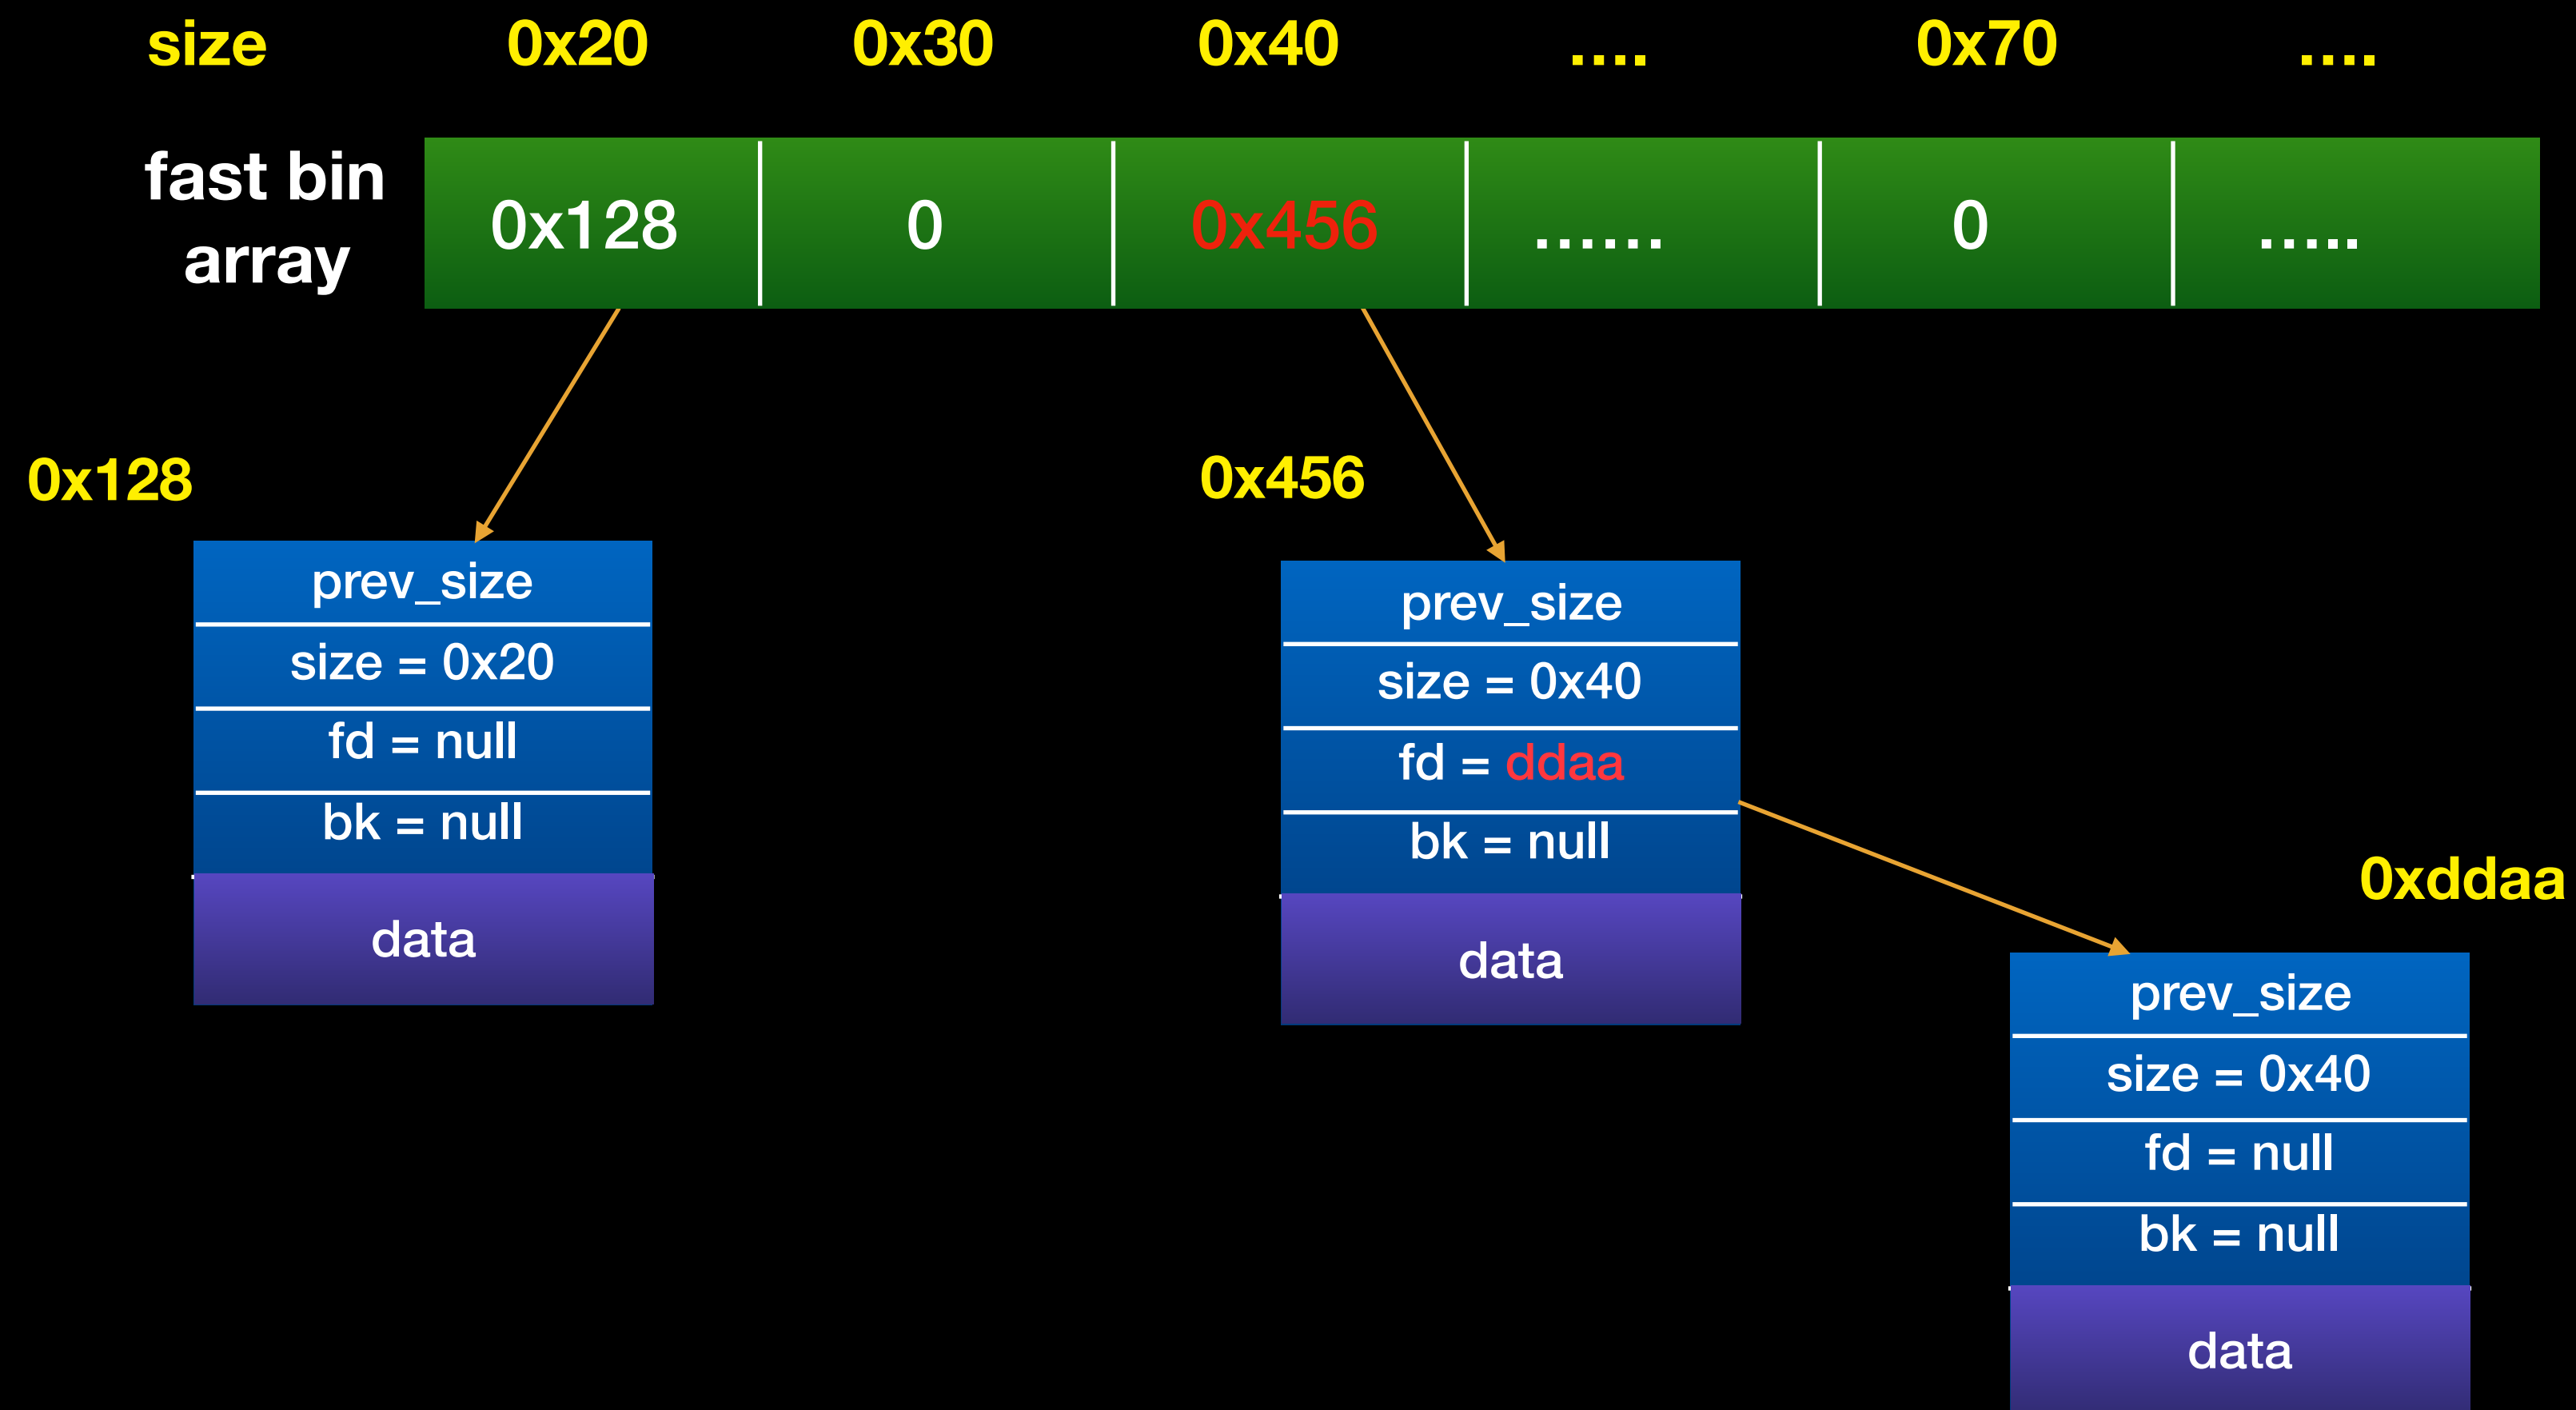 size 0x20 0x30 0x40 .... 0x70 ....
fast bin
array
0x128 0 0x456 ...... 0 .....
0x128
prev_size
size = 0x20
fd = null
bk = null
data
0x456
prev_size
size = 0x40
fd = ddaa
bk = null
data
0xddaa
prev_size
size = 0x40
fd = null
bk = null
data